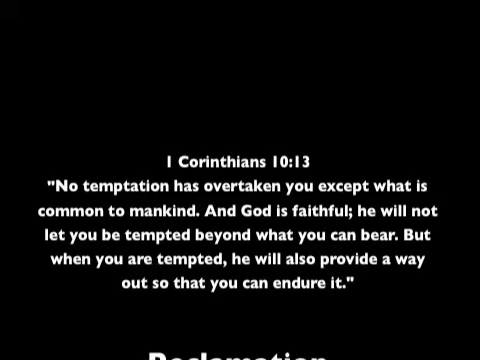 1 Corinthians 10:13
"No temptation has overtaken you except what is
common to mankind. And God is faithful; he will not
let you be tempted beyond what you can bear. But
when you are tempted, he will also provide a way
out so that you can endure it."
Reclamation